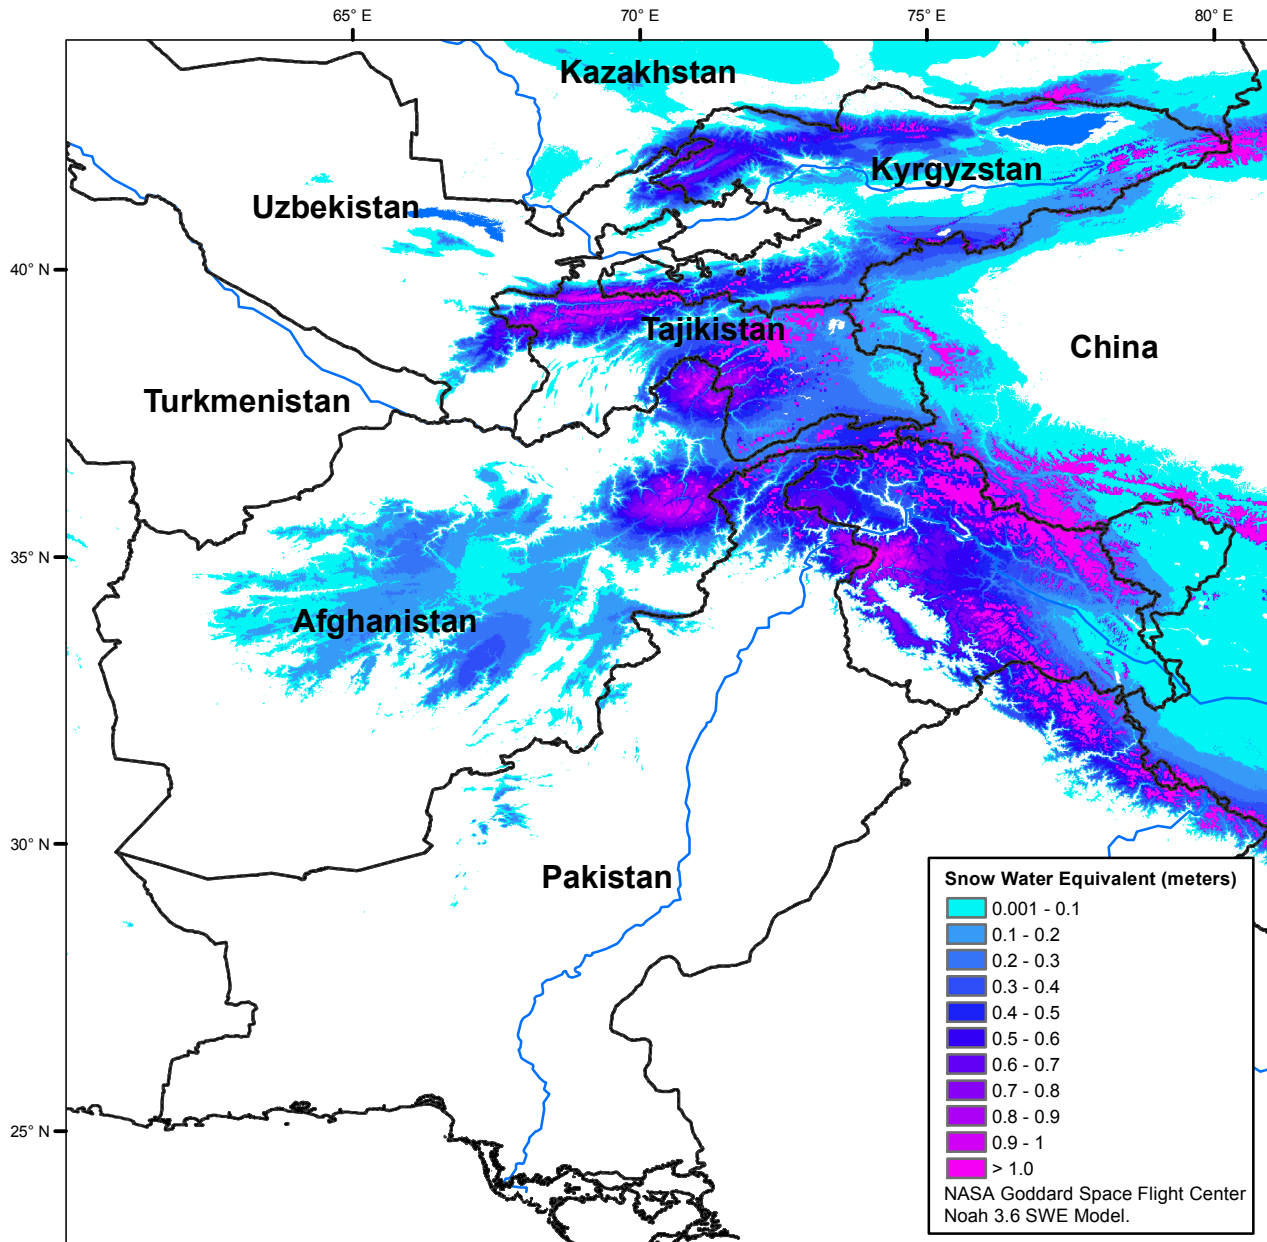 65° E
70° E
75° E
80° E
Kazakhstan
Kyrgyzstan
Uzbekistan
40° N
Tajikistan
China
Turkmenistan
35° N
Afghanistan
30° N
Pakistan
25° N
Snow Water Equivalent (meters)
0.001 - 0.1
0.1 - 0.2
0.2 - 0.3
0.3 - 0.4
0.4 - 0.5
0.5 - 0.6
0.6 - 0.7
0.7 - 0.8
0.8 - 0.9
0.9 - 1
> 1.0
NASA Goddard Space Flight Center
Noah 3.6 SWE Model.